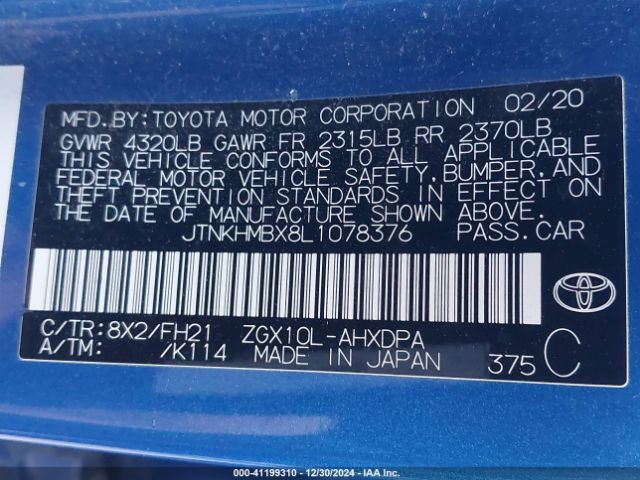 MFD.BY:TOYOTA MOTOR CORPORATION 02/20
GVWR 4320LB GAWR FR 2315LB RR 2370LB
THIS VEHICLE CONFORMS TO ALL APPLICABLE
FEDERAL MOTOR VEHICLE SAFETY,BUMPER,AND
THEFT PREVENTION STANDARDS IN EFFECT ON
THE DATE OF MANUFACTURE SHOWN ABOVE.
JTNKHMBX8L1078376 PASS.CAR
C/TR:8X2/FH21 ZGX10L-AHXDPA
A/TM: /K114 MADE IN JAPAN 375 C
000-41199310 - 12/30/2024 - IAAI.COM